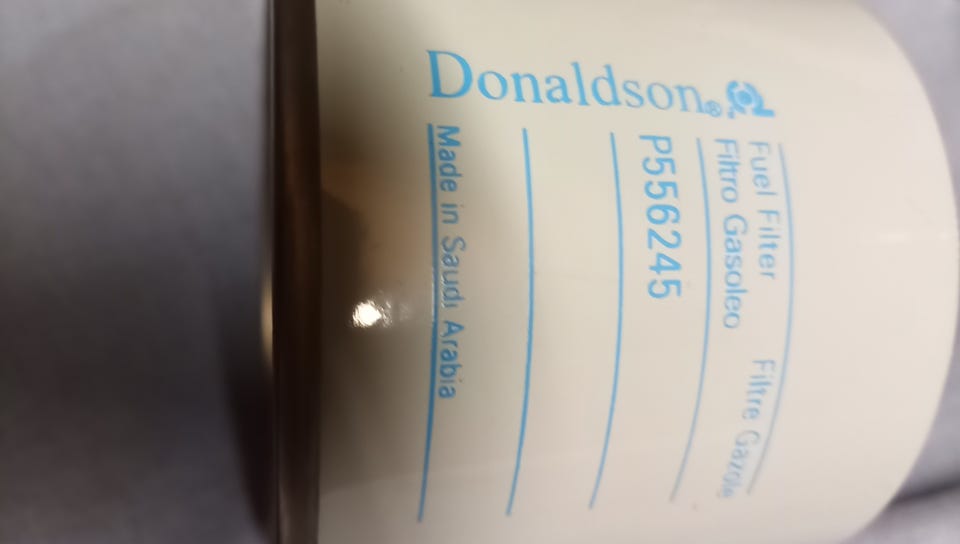 Donaldson®
Fuel Filter Filtre Gazole
Filtro Gasoleo
P556245
Made in Saudi Arabia